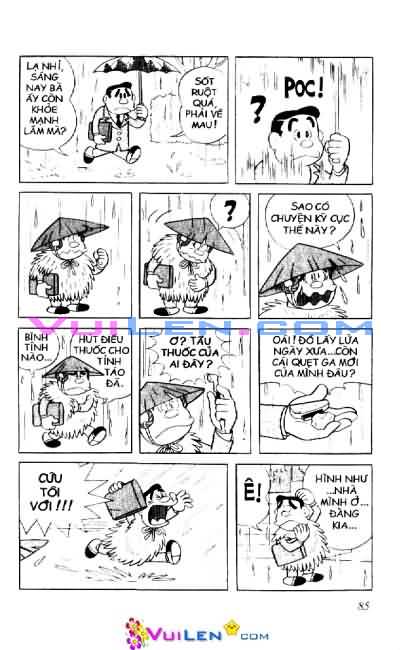 LẠ NHỈ,
SÁNG
NAY BÀ
ẤY CÒN
KHỎE
MẠNH
LẮM MÀ?
SỐT
RUỘT
QUÁ,
PHẢI VỀ
MAU!
POC!
?
?
SAO CÓ
CHUYỆN KỲ CỤC
THẾ NÀY?
BÌNH
TĨNH
NÀO...
HÚT ĐIẾU
THUỐC CHO
TỈNH
TÁO
ĐÃ.
Ơ? TẨU
THUỐC CỦA
AI ĐÂY?
OÁI! ĐỒ LẤY LỬA
NGÀY XƯA...CÒN
CÁI QUẸT GA MỚI
CỦA MÌNH ĐÂU?
CỨU
TÔI
VỚI!!!
Ê!
HÌNH NHƯ
...NHÀ
MÌNH Ở...
ĐẰNG
KIA...
VuiLen.com
85
VuiLen.com